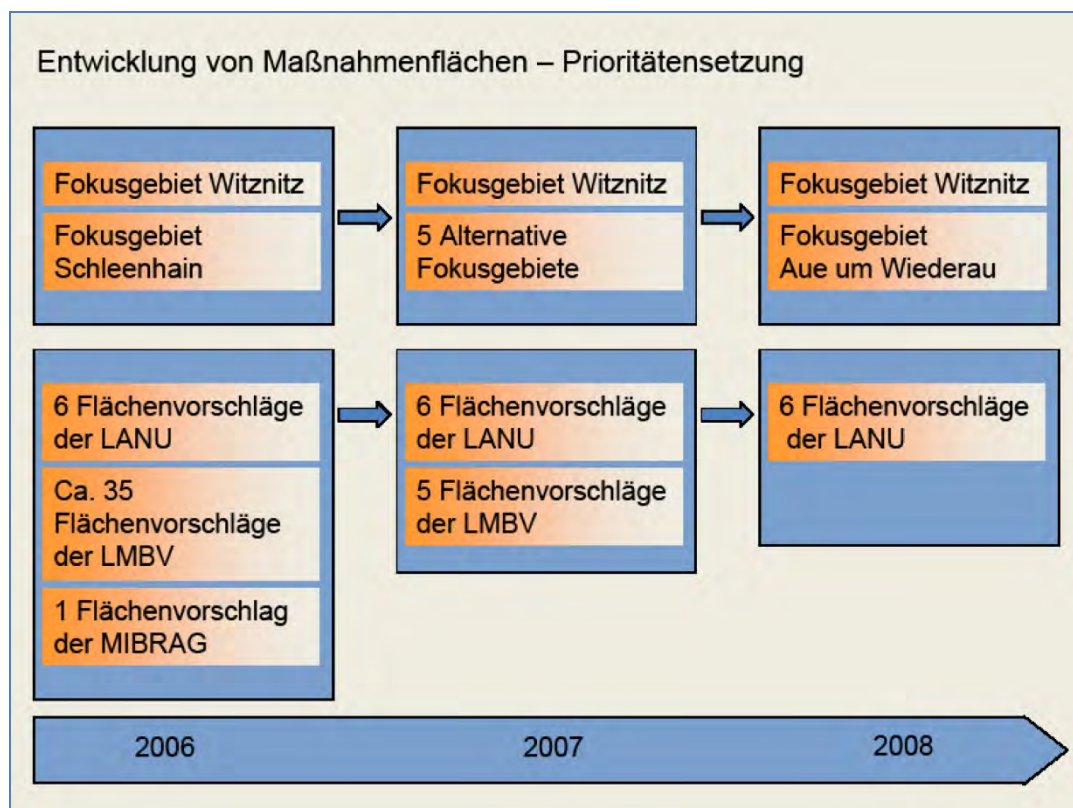 Entwicklung von Maßnahmenflächen – Prioritätensetzung
Fokusgebiet Witznitz
Fokusgebiet
Schleenhain
Fokusgebiet Witznitz
5 Alternative
Fokusgebiete
Fokusgebiet Witznitz
Fokusgebiet
Aue um Wiederau
6 Flächenvorschläge
der LANU
Ca. 35
Flächenvorschläge
der LMBV
1 Flächenvorschlag
der MIBRAG
6 Flächenvorschläge
der LANU
5 Flächenvorschläge
der LMBV
6 Flächenvorschläge
der LANU
2006
2007
2008